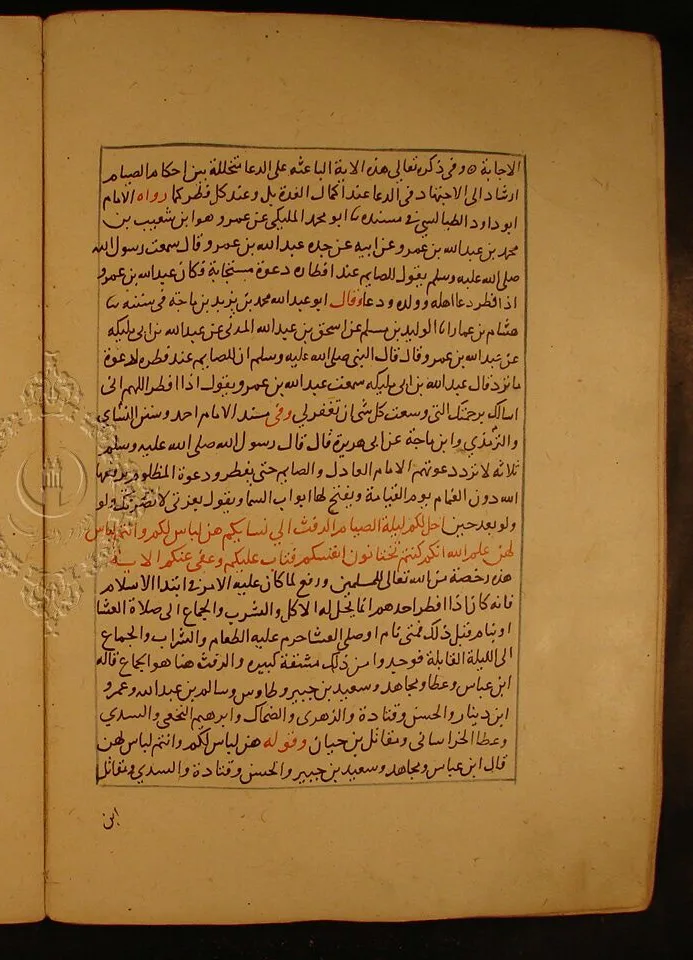 الاجابة ٥ وفي ذكره تعالى هذه الاية الباعثه على الدعا متخللة بين احكام الصيام
ارشاد الى الاجتهاد في الدعا عند اكمال العدة بل وعند كل فطر كما رواه الامام
ابو داود الطيالسي في مسنده ثنا ابو محمد المليكي عن عمرو هو ابن شعيب بن
محمد بن عبد الله بن عمرو عن ابيه عن جده عبد الله بن عمرو قال سمعت رسول الله
صلى الله عليه وسلم يقول للصايم عند افطاره دعوة مستجابة فكان عبد الله بن عمرو
اذا افطر دعا اهله وولده ودعا وقال ابو عبد الله محمد بن يزيد بن ماجة في سننه ثنا
هشام بن عمار انا الوليد بن مسلم عن اسحق بن عبد الله المدني عن عبد الله بن ابي مليكه
عن عبد الله بن عمرو قال قال النبي صلى الله عليه وسلم ان للصايم عند فطره لدعوة
ما ترد قال عبد الله بن ابي مليكه سمعت عبد الله بن عمرو يقول اذا افطر اللهم اني
اسالك برحمتك التي وسعت كل شي ان تغفر لي وفي مسند الامام احمد وسنن النساي
والترمذي وابن ماجة عن ابي هريرة قال قال رسول الله صلى الله عليه وسلم
ثلاثه لا ترد دعوتهم الامام العادل والصايم حتى يفطر ودعوة المظلوم يرفعها
الله دون الغمام يوم القيامة ويفتح لها ابواب السما ويقول بعزتي لانصرنك ولو
ولو بعد حين احل لكم ليلة الصيام الرفث الى نسايكم هن لباس لكم وانتم لباس
لهن علم الله انكم كنتم تختانون انفسكم فتاب عليكم وعفى عنكم الاية
هذه رخصة من الله تعالى للمسلمين ورفع لما كان عليه الامر في ابتدا الاسلام
فانه كان اذا افطر احدهم انما يحل له الاكل والشرب والجماع الى صلاة العشا
او ينام قبل ذلك فمتى نام او صلى العشا حرم عليه الطعام والشراب والجماع
الى الليلة القابلة فوجدوا من ذلك مشقة كبيره والرفث هنا هو الجماع قاله
ابن عباس وعطا ومجاهد وسعيد بن جبير وطاوس وسالم بن عبد الله وعمرو
ابن دينار والحسن وقتادة والزهري والضحاك وابرهيم النخعي والسدي
وعطا الخراساني ومقاتل بن حيان وقوله هن لباس لكم وانتم لباس لهن
قال ابن عباس ومجاهد وسعيد بن جبير والحسن وقتادة والسدي ومقاتل
ابن